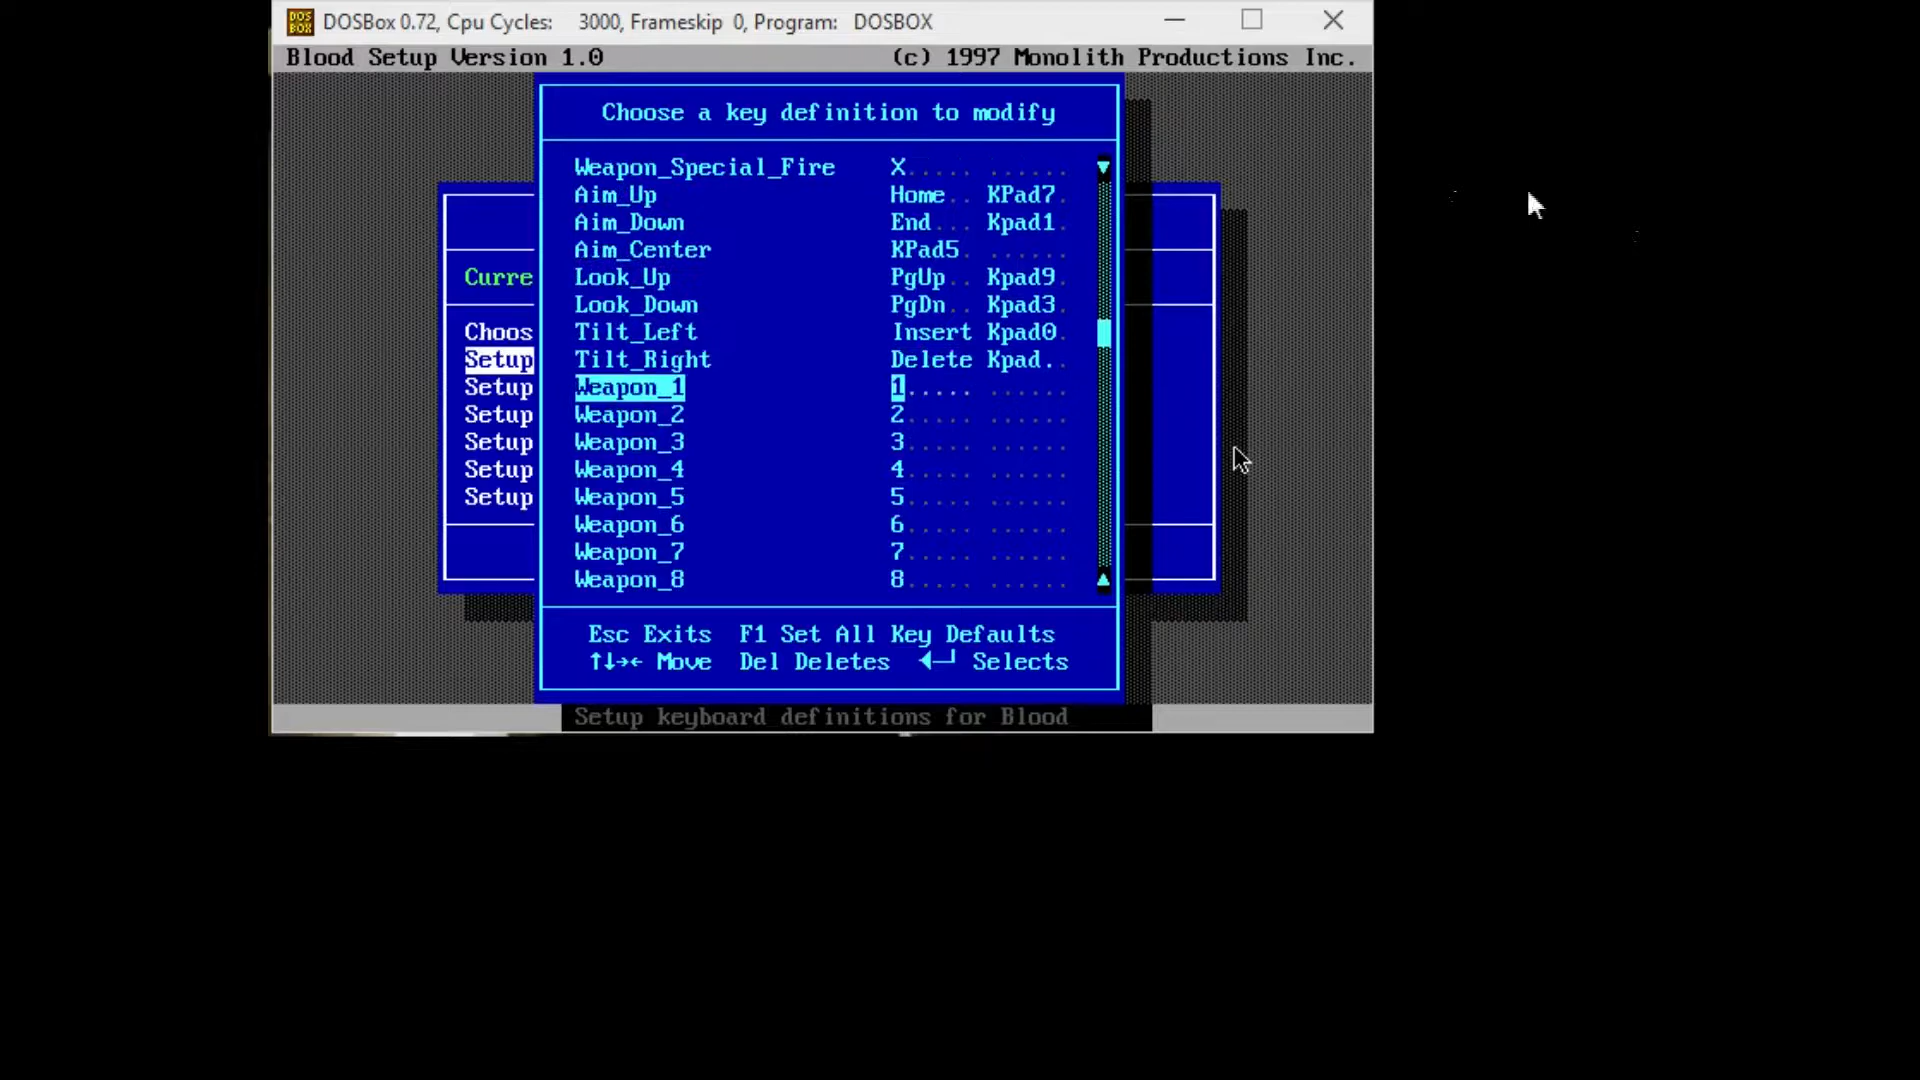 DOS BOX DOSBox 0.72, Cpu Cycles: 3000, Frameskip 0, Program: DOSBOX
Blood Setup Version 1.0 (c) 1997 Monolith Productions Inc.
Choose a key definition to modify
Weapon_Special_Fire X..... ......
Aim_Up Home.. KPad7.
Aim_Down End... Kpad1.
Aim_Center KPad5. ......
Look_Up PgUp.. Kpad9.
Look_Down PgDn.. Kpad3.
Tilt_Left Insert Kpad0.
Tilt_Right Delete Kpad..
Weapon_1 1..... ......
Weapon_2 2..... ......
Weapon_3 3..... ......
Weapon_4 4..... ......
Weapon_5 5..... ......
Weapon_6 6..... ......
Weapon_7 7..... ......
Weapon_8 8..... ......
Esc Exits F1 Set All Key Defaults
↑↓→← Move Del Deletes ◄─┘ Selects
Curre
Choos
Setup
Setup
Setup
Setup
Setup
Setup
Setup keyboard definitions for Blood